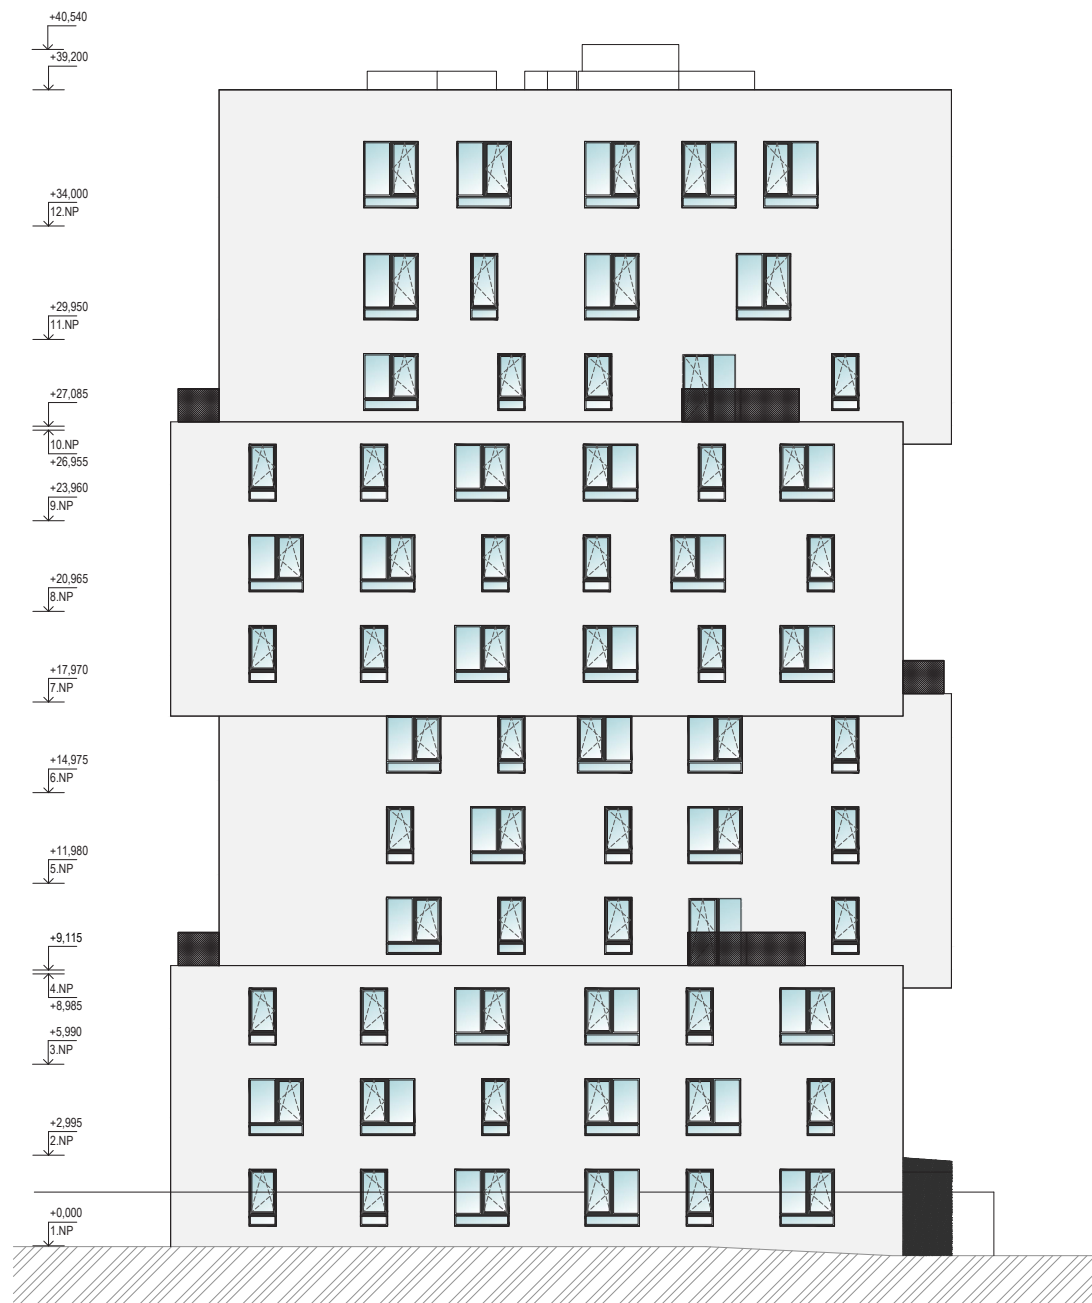 +40,540
+39,200
+34,000
12.NP
+29,950
11.NP
+27,085
10.NP
+26,955
+23,960
9.NP
+20,965
8.NP
+17,970
7.NP
+14,975
6.NP
+11,980
5.NP
+9,115
4.NP
+8,985
+5,990
3.NP
+2,995
2.NP
+0,000
1.NP